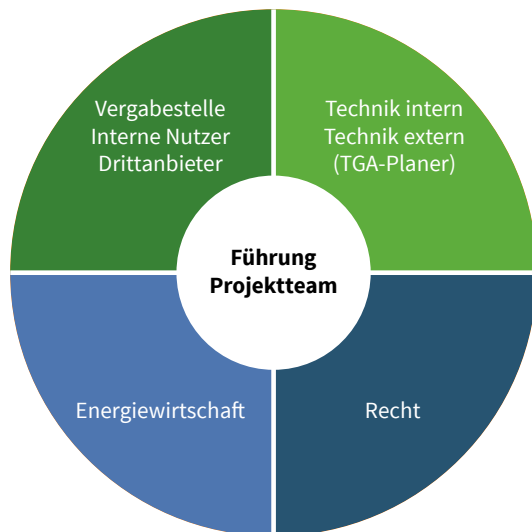 Vergabestelle
Interne Nutzer
Drittanbieter
Technik intern
Technik extern
(TGA-Planer)
Führung
Projektteam
Energiewirtschaft
Recht